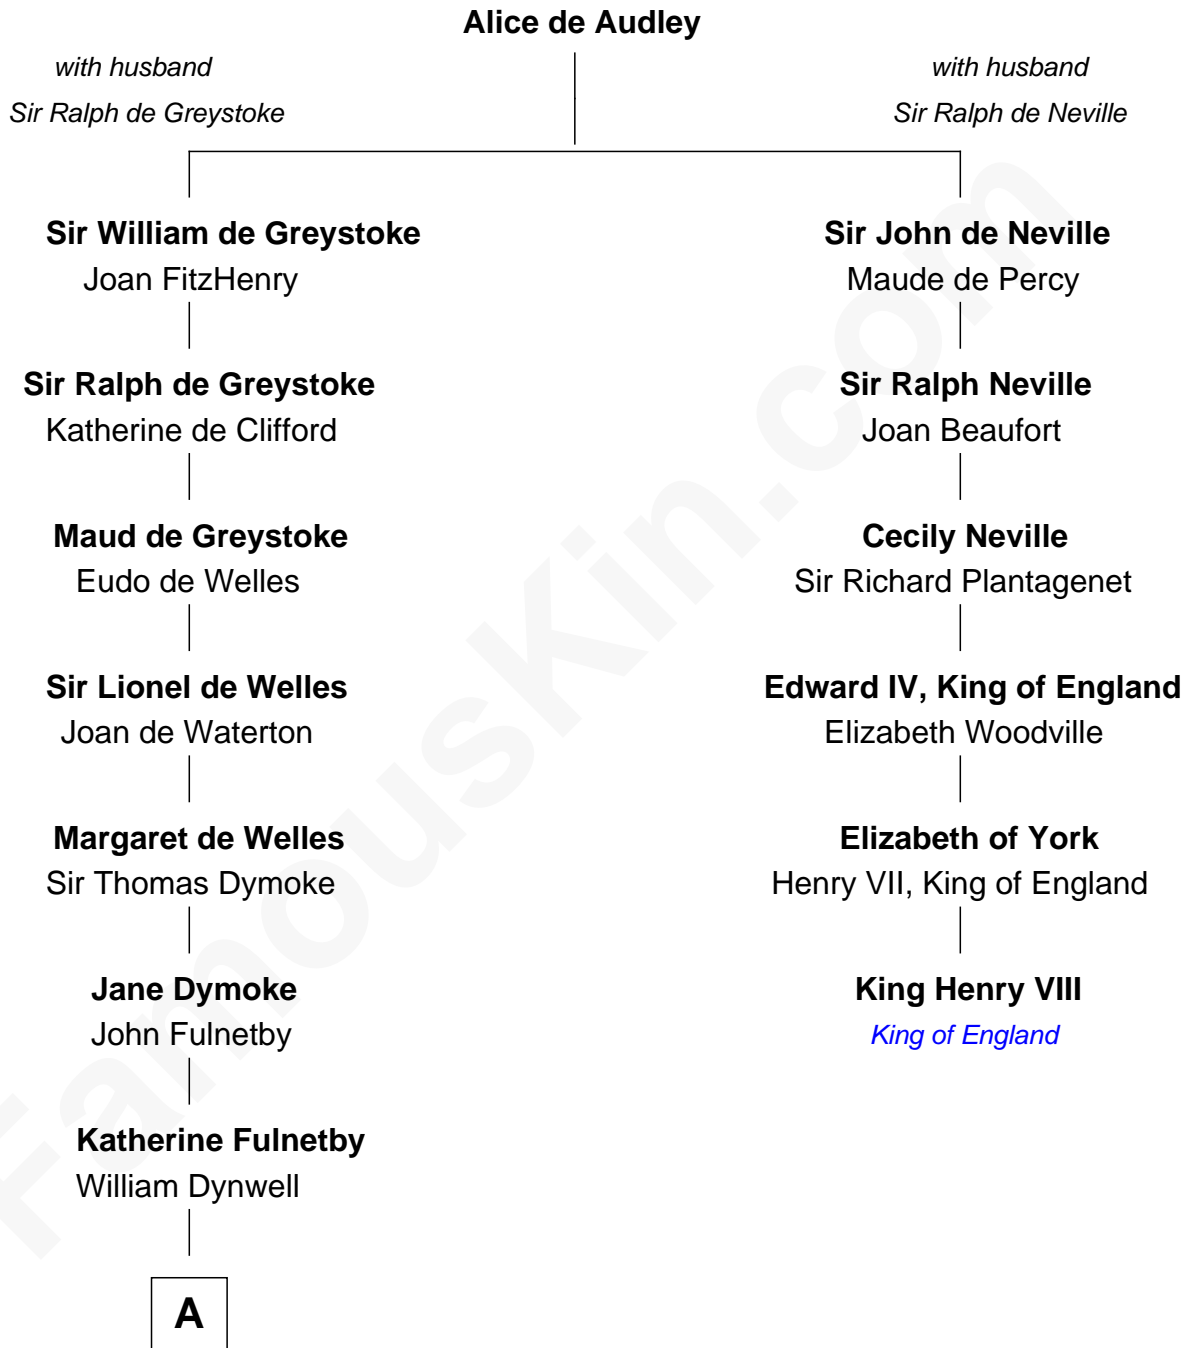 Alice de Audley
with husband
Sir Ralph de Greystoke
with husband
Sir Ralph de Neville
Sir William de Greystoke
Joan FitzHenry
Sir John de Neville
Maude de Percy
Sir Ralph de Greystoke
Katherine de Clifford
Sir Ralph Neville
Joan Beaufort
Maud de Greystoke
Eudo de Welles
Cecily Neville
Sir Richard Plantagenet
Sir Lionel de Welles
Joan de Waterton
Edward IV, King of England
Elizabeth Woodville
Margaret de Welles
Sir Thomas Dymoke
Elizabeth of York
Henry VII, King of England
Jane Dymoke
John Fulnetby
King Henry VIII
King of England
Katherine Fulnetby
William Dynwell
A
FamousKin.com